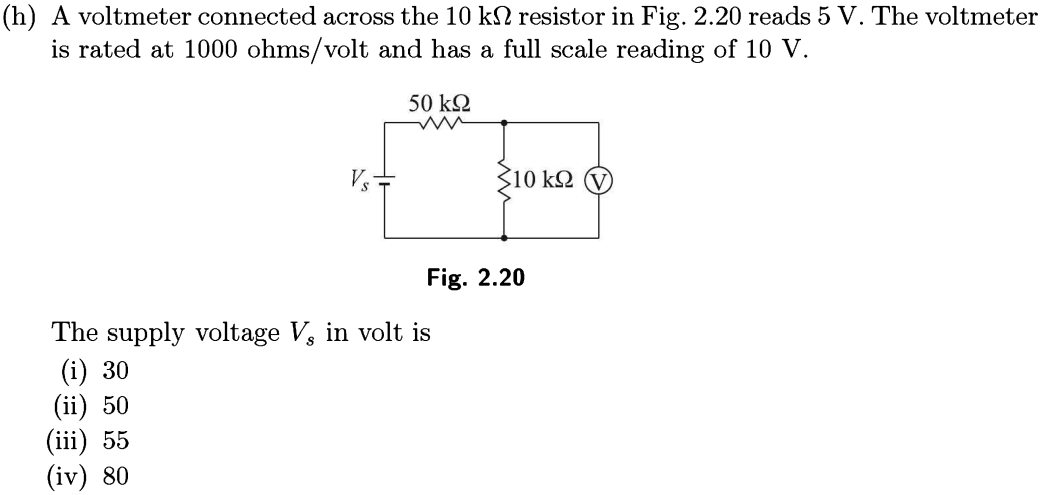 (h) A voltmeter connected across the 10 kΩ resistor in Fig. 2.20 reads 5 V. The voltmeter
is rated at 1000 ohms/volt and has a full scale reading of 10 V.
50 kΩ
Vₛ
10 kΩ
V
Fig. 2.20
The supply voltage Vₛ in volt is
(i) 30
(ii) 50
(iii) 55
(iv) 80